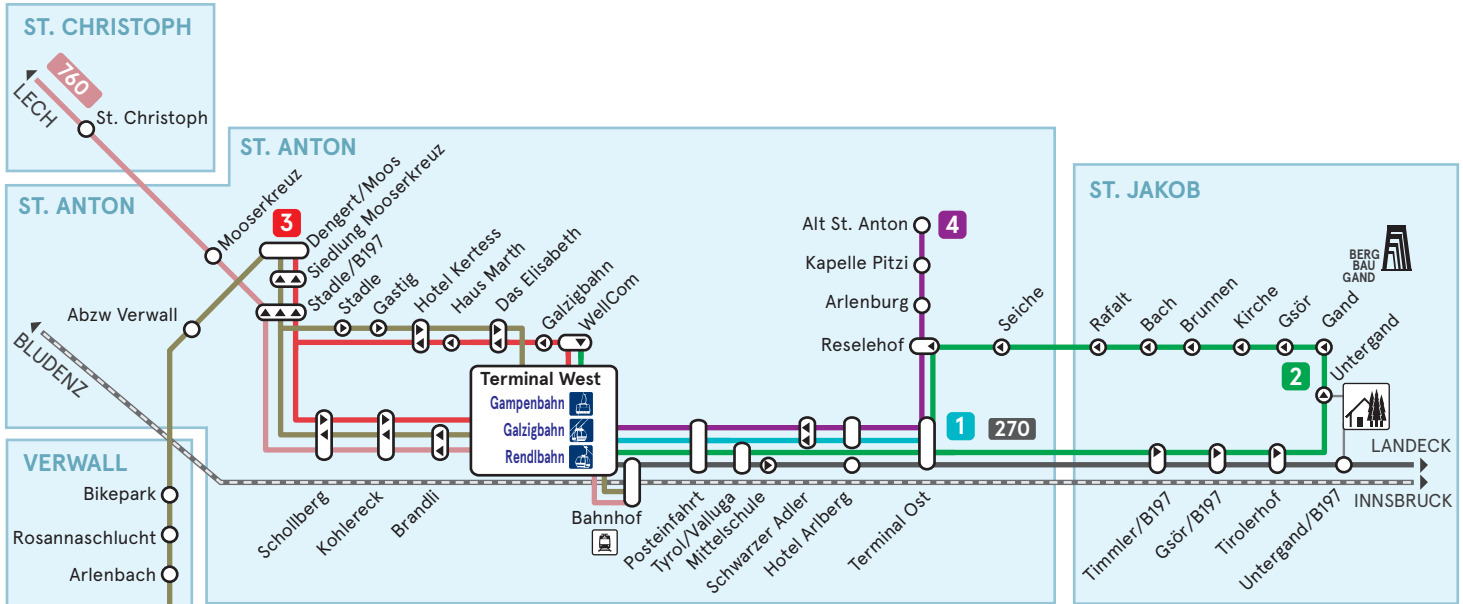 ST. CHRISTOPH
760
LECH
St. Christoph
ST. ANTON
ST. ANTON
Mooserkreuz
3
Dengert/Moos
Siedlung Mooserkreuz
Stadle/B197
Stadle
Gastig
Hotel Kertess
Haus Marth
Das Elisabeth
Galzigbahn
WellCom
Abzw Verwall
BLUDENZ
Alt St. Anton
4
Kapelle Pitzi
Arlenburg
Reselehof
Seiche
ST. JAKOB
BERG
BAU
GAND
Rafalt
Bach
Brunnen
Kirche
Gsör
Gand
Untergand
2
Terminal West
Gampenbahn
Galzigbahn
Rendlbahn
1
270
LANDECK
INNSBRUCK
VERWALL
Bikepark
Rosannaschlucht
Arlenbach
Schollberg
Kohlereck
Brandli
Bahnhof
Posteinfahrt
Tyrol/Valluga
Mittelschule
Schwarzer Adler
Hotel Arlberg
Terminal Ost
Timmler/B197
Gsör/B197
Tirolerhof
Untergand/B197